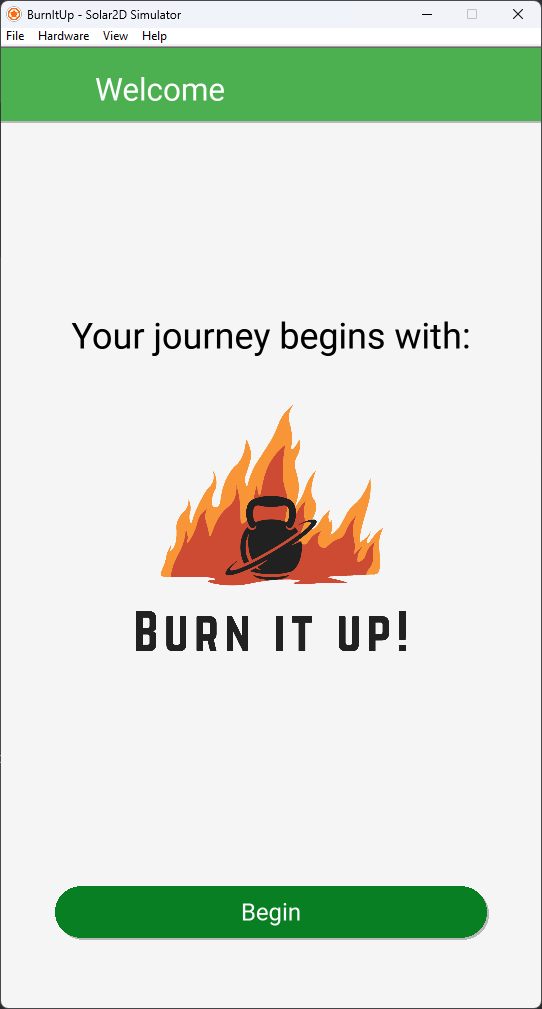 BurnItUp - Solar2D Simulator
File Hardware View Help
Welcome
Your journey begins with:
BURN IT UP!
Begin